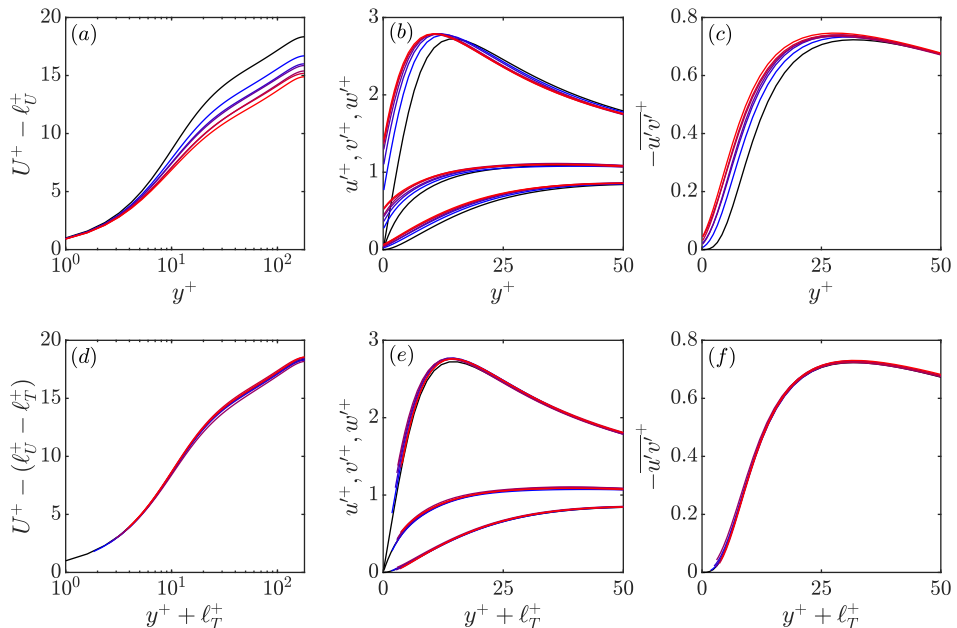 (a)
20
15
10
5
0
10⁰
10¹
10²
U⁺ − ℓ_U⁺
y⁺
(b)
3
2
1
0
0
25
50
u′⁺, v′⁺, w′⁺
y⁺
(c)
0.8
0.6
0.4
0.2
0
0
25
50
−u′v′⁺
y⁺
(d)
20
15
10
5
0
10⁰
10¹
10²
U⁺ − (ℓ_U⁺ − ℓ_T⁺)
y⁺ + ℓ_T⁺
(e)
3
2
1
0
0
25
50
u′⁺, v′⁺, w′⁺
y⁺ + ℓ_T⁺
(f)
0.8
0.6
0.4
0.2
0
0
25
50
−u′v′⁺
y⁺ + ℓ_T⁺